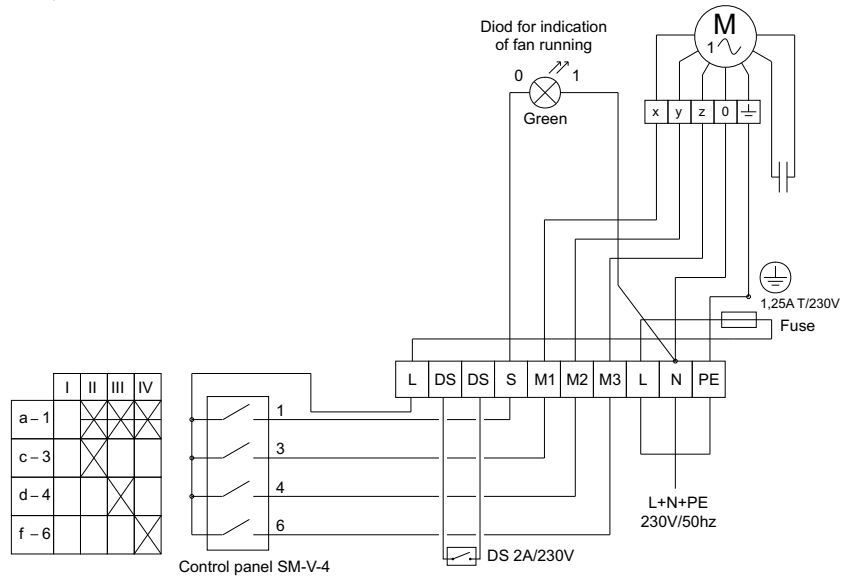 Diod for indication
of fan running
0 1
Green
M
1
x y z 0
1,25A T/230V
Fuse
L DS DS S M1 M2 M3 L N PE
I II III IV
a – 1
c – 3
d – 4
f – 6
1
3
4
6
Control panel SM-V-4
DS 2A/230V
L+N+PE
230V/50hz